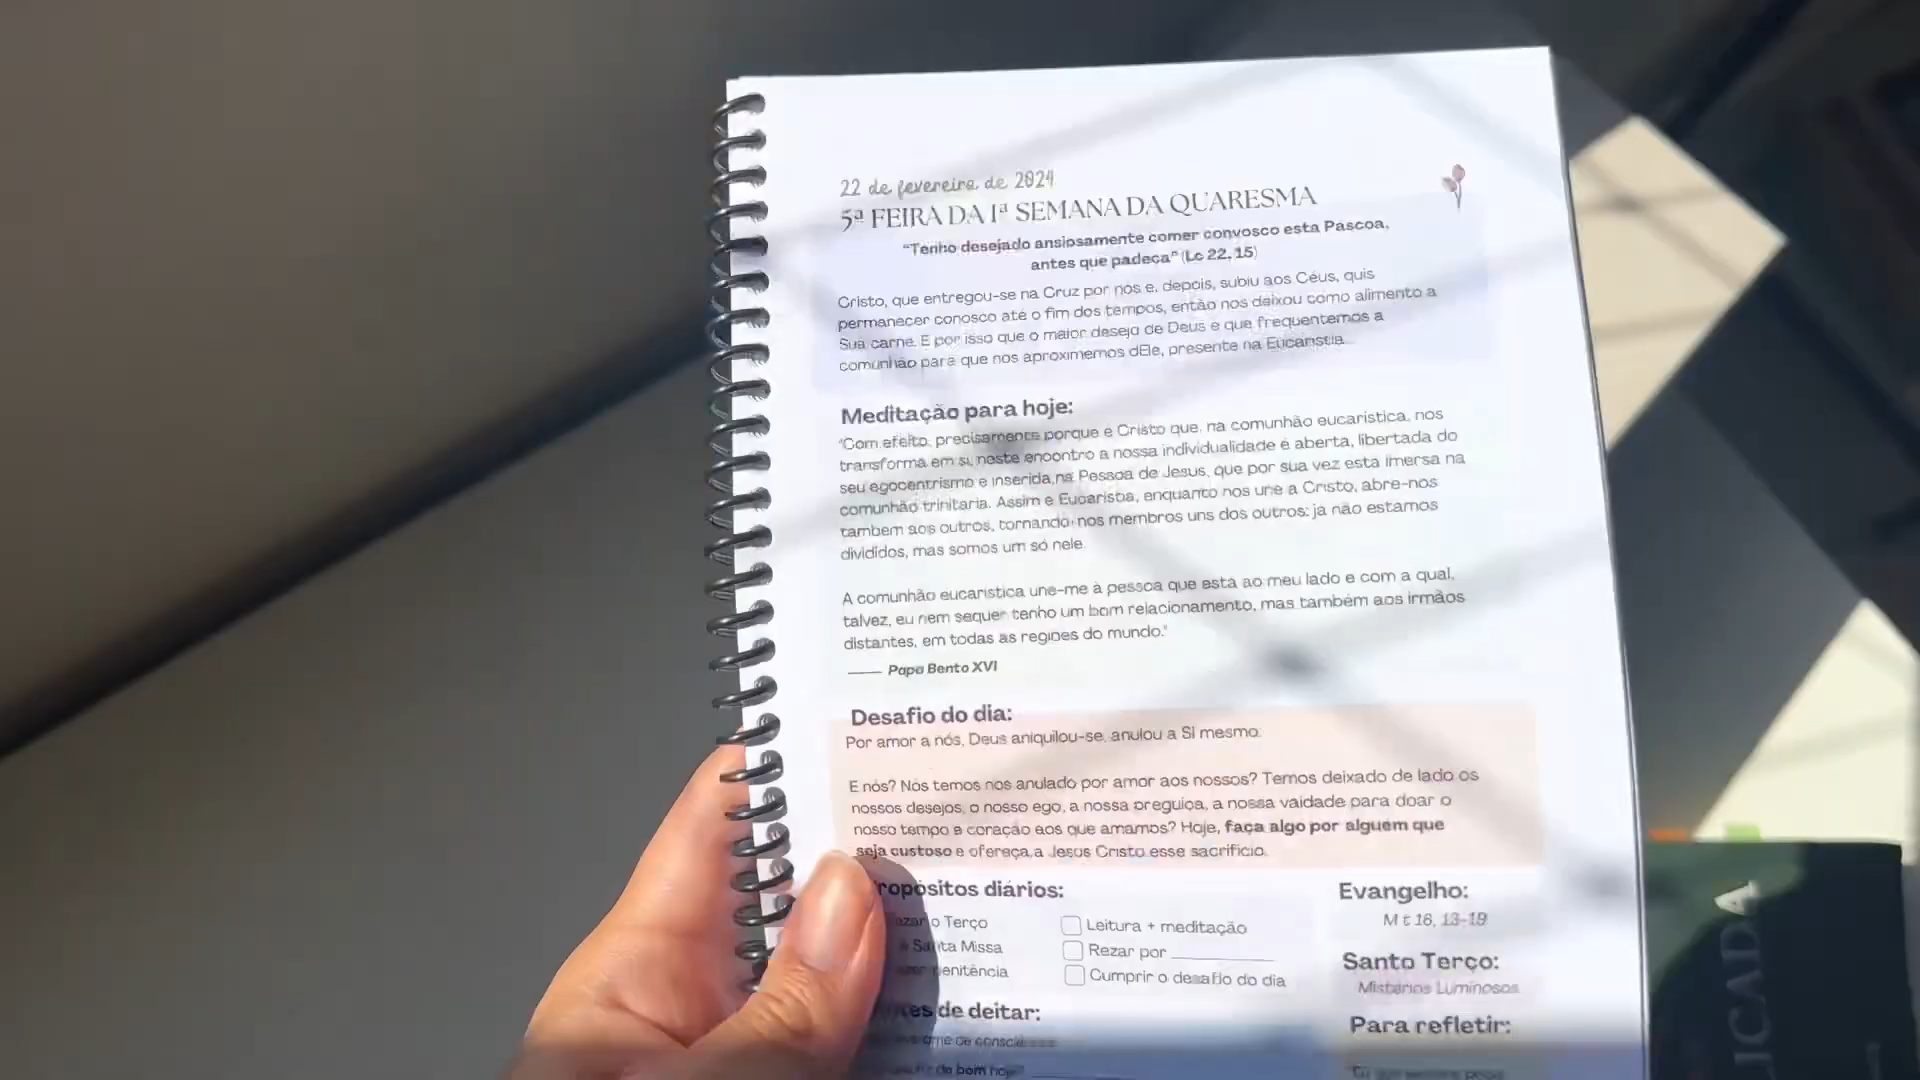 22 de fevereiro de 2024
5ª FEIRA DA 1ª SEMANA DA QUARESMA
"Tenho desejado ansiosamente comer convosco esta Pascoa,
antes que padeça" (Lc 22, 15)
Cristo, que entregou-se na Cruz por nós e, depois, subiu aos Céus, quis
permanecer conosco até o fim dos tempos, então nos deixou como alimento a
Sua carne. E por isso que o maior desejo de Deus e que frequentemos a
comunhão para que nos aproximemos dEle, presente na Eucaristia.
Meditação para hoje:
"Com efeito, precisamente porque e Cristo que, na comunhão eucaristica, nos
transforma em si, neste encontro a nossa individualidade é aberta, libertada do
seu egocentrismo e inserida na Pessoa de Jesus, que por sua vez esta imersa na
comunhão trinitaria. Assim e Eucaristia, enquanto nos une a Cristo, abre-nos
tambem aos outros, tornando-nos membros uns dos outros: ja não estamos
divididos, mas somos um só nele.
A comunhão eucaristica une-me à pessoa que esta ao meu lado e com a qual,
talvez, eu nem sequer tenho um bom relacionamento, mas também aos irmãos
distantes, em todas as regiões do mundo."
Papa Bento XVI
Desafio do dia:
Por amor a nós, Deus aniquilou-se, anulou a Si mesmo.
E nós? Nós temos nos anulado por amor aos nossos? Temos deixado de lado os
nossos desejos, o nosso ego, a nossa preguiça, a nossa vaidade para doar o
nosso tempo e coração aos que amamos? Hoje, faça algo por alguém que
seja custoso e ofereça a Jesus Cristo esse sacrifício.
ropósitos diários:
o Terço
Santa Missa
penitência
Leitura + meditação
Rezar por
Cumprir o desafio do dia
Evangelho:
Mt 16, 13-19
Santo Terço:
Mistérios Luminosos
Para refletir:
de deitar:
de bom hoje?
ICADA